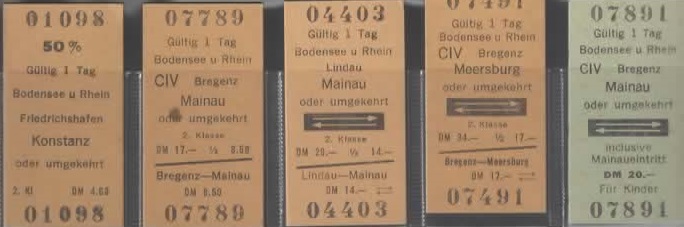 01098
50 %
Gültig 1 Tag
Bodensee u Rhein
Friedrichshafen
Konstanz
oder umgekehrt
2. Kl DM 4.60
01098
07789
Gültig 1 Tag
Bodensee u Rhein
CIV Bregenz
Mainau
oder umgekehrt
2. Klasse
DM 17.— ½ 8.50
Bregenz—Mainau
DM 8.50
07789
04403
Gültig 1 Tag
Bodensee u Rhein
Lindau
Mainau
oder umgekehrt
2. Klasse
DM 20.— ½ 14.—
Lindau—Mainau
DM 14.—
04403
07491
Gültig 1 Tag
Bodensee u Rhein
CIV Bregenz
Meersburg
oder umgekehrt
2. Klasse
DM 34.— ½ 17.—
Bregenz—Meersburg
DM 17.—
07491
07891
Gültig 1 Tag
Bodensee u Rhein
CIV Bregenz
Mainau
oder umgekehrt
inclusive
Mainaueintritt
DM 20.—
Für Kinder
07891